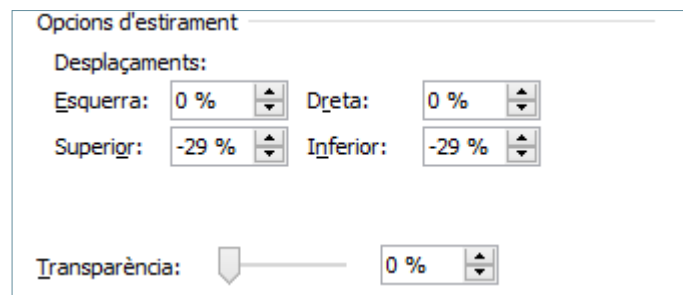 Opcions d'estirament
Desplaçaments:
Esquerra: 0 % Dreta: 0 %
Superior: -29 % Inferior: -29 %
Transparència: 0 %